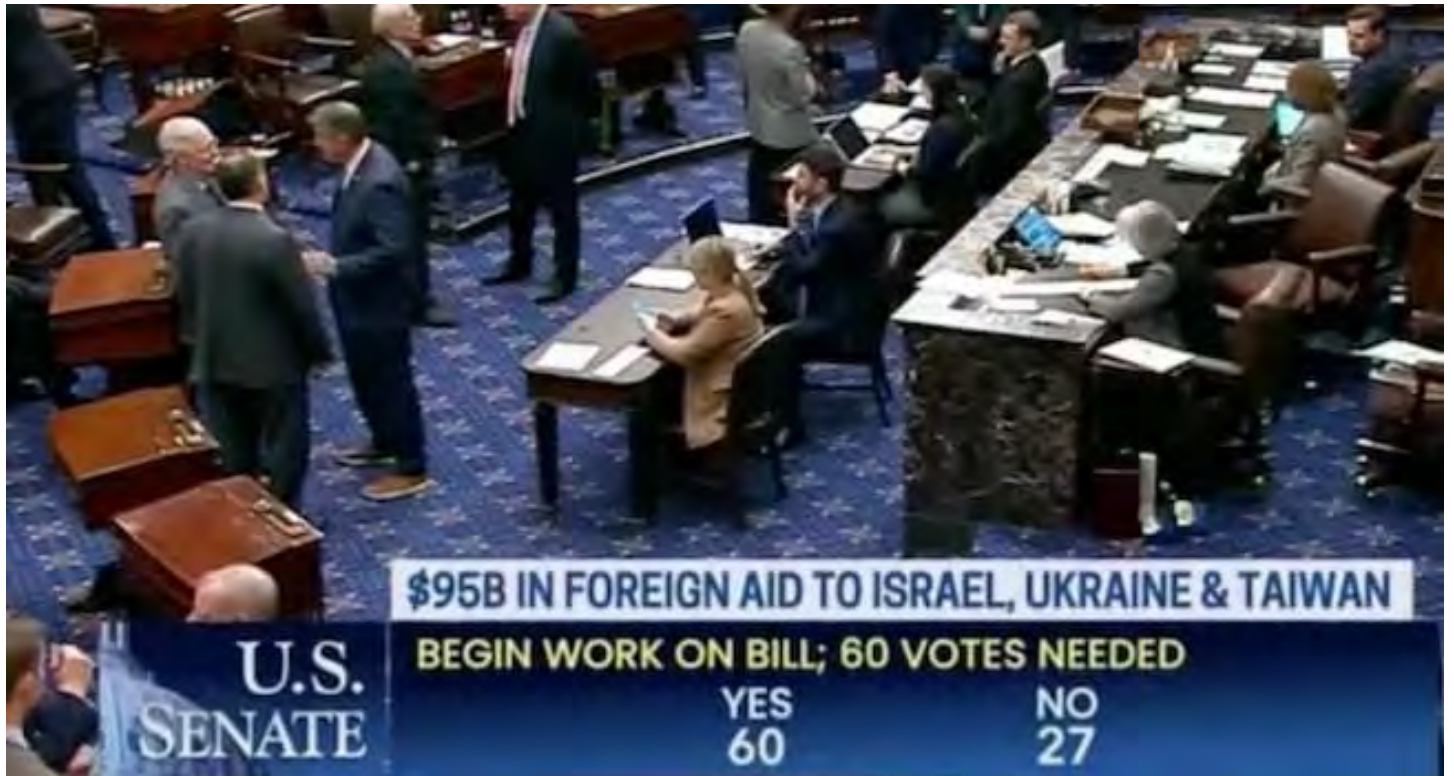 $95B IN FOREIGN AID TO ISRAEL, UKRAINE & TAIWAN
U.S.
SENATE
BEGIN WORK ON BILL; 60 VOTES NEEDED
YES NO
60 27